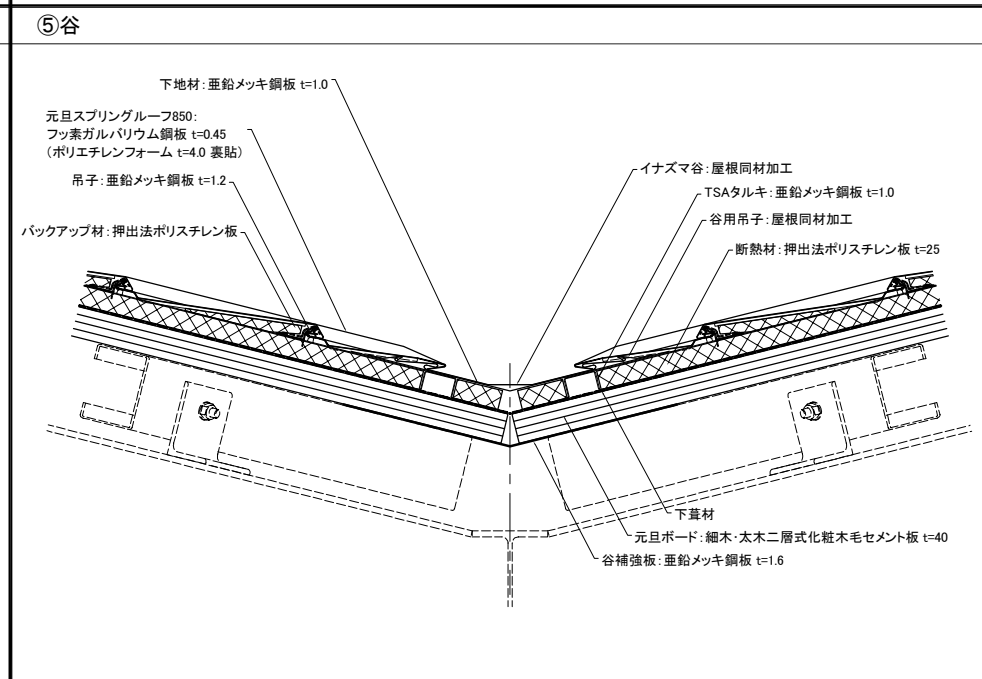 ⑤谷
下地材:亜鉛メッキ鋼板 t=1.0
元旦スプリングルーフ850:
フッ素ガルバリウム鋼板 t=0.45
(ポリエチレンフォーム t=4.0 裏貼)
吊子:亜鉛メッキ鋼板 t=1.2
バックアップ材:押出法ポリスチレン板
イナズマ谷:屋根同材加工
TSAタルキ:亜鉛メッキ鋼板 t=1.0
谷用吊子:屋根同材加工
断熱材:押出法ポリスチレン板 t=25
下葺材
元旦ボード:細木・太木二層式化粧木毛セメント板 t=40
谷補強板:亜鉛メッキ鋼板 t=1.6